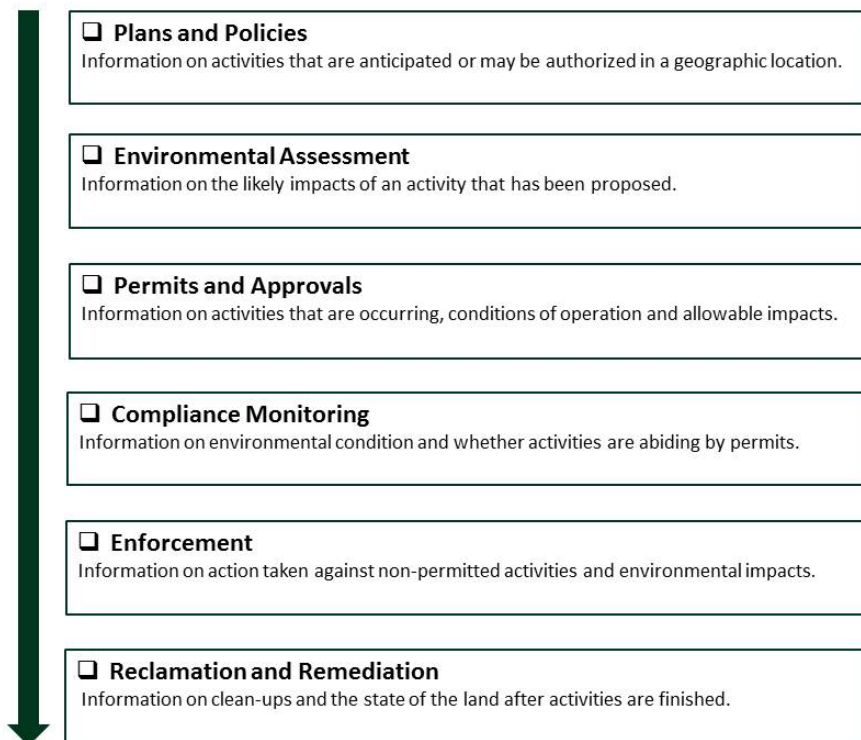 ❑ Plans and Policies
Information on activities that are anticipated or may be authorized in a geographic location.
❑ Environmental Assessment
Information on the likely impacts of an activity that has been proposed.
❑ Permits and Approvals
Information on activities that are occurring, conditions of operation and allowable impacts.
❑ Compliance Monitoring
Information on environmental condition and whether activities are abiding by permits.
❑ Enforcement
Information on action taken against non-permitted activities and environmental impacts.
❑ Reclamation and Remediation
Information on clean-ups and the state of the land after activities are finished.